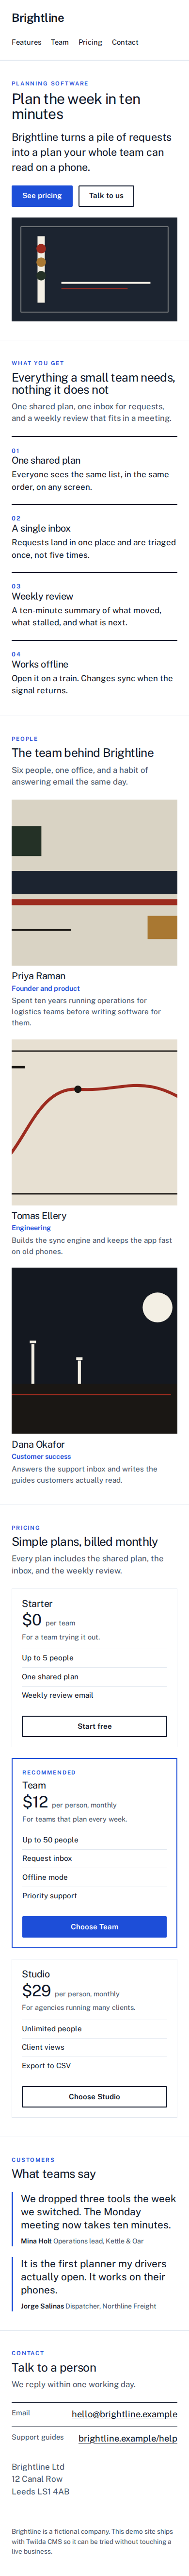 Brightline
Features Team Pricing Contact
PLANNING SOFTWARE
Plan the week in ten
minutes
Brightline turns a pile of requests
into a plan your whole team can
read on a phone.
See pricing Talk to us
WHAT YOU GET
Everything a small team needs,
nothing it does not
One shared plan, one inbox for requests,
and a weekly review that fits in a meeting.
01
One shared plan
Everyone sees the same list, in the same
order, on any screen.
02
A single inbox
Requests land in one place and are triaged
once, not five times.
03
Weekly review
A ten-minute summary of what moved,
what stalled, and what is next.
04
Works offline
Open it on a train. Changes sync when the
signal returns.
PEOPLE
The team behind Brightline
Six people, one office, and a habit of
answering email the same day.
Priya Raman
Founder and product
Spent ten years running operations for
logistics teams before writing software for
them.
Tomas Ellery
Engineering
Builds the sync engine and keeps the app fast
on old phones.
Dana Okafor
Customer success
Answers the support inbox and writes the
guides customers actually read.
PRICING
Simple plans, billed monthly
Every plan includes the shared plan, the
inbox, and the weekly review.
Starter
$0 per team
For a team trying it out.
Up to 5 people
One shared plan
Weekly review email
Start free
RECOMMENDED
Team
$12 per person, monthly
For teams that plan every week.
Up to 50 people
Request inbox
Offline mode
Priority support
Choose Team
Studio
$29 per person, monthly
For agencies running many clients.
Unlimited people
Client views
Export to CSV
Choose Studio
CUSTOMERS
What teams say
We dropped three tools the week
we switched. The Monday
meeting now takes ten minutes.
Mina Holt Operations lead, Kettle & Oar
It is the first planner my drivers
actually open. It works on their
phones.
Jorge Salinas Dispatcher, Northline Freight
CONTACT
Talk to a person
We reply within one working day.
Email hello@brightline.example
Support guides brightline.example/help
Brightline Ltd
12 Canal Row
Leeds LS1 4AB
Brightline is a fictional company. This demo site ships
with Twilda CMS so it can be tried without touching a
live business.